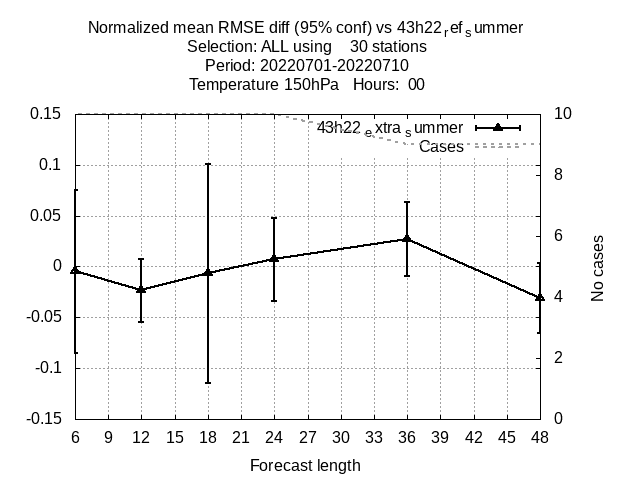 Normalized mean RMSE diff (95% conf) vs 43h22refsummer
Selection: ALL using 30 stations
Period: 20220701-20220710
Temperature 150hPa Hours: 00
43h22extrasummer
Cases
0.15
0.1
0.05
0
-0.05
-0.1
-0.15
10
8
6
4
2
0
No cases
6 9 12 15 18 21 24 27 30 33 36 39 42 45 48
Forecast length